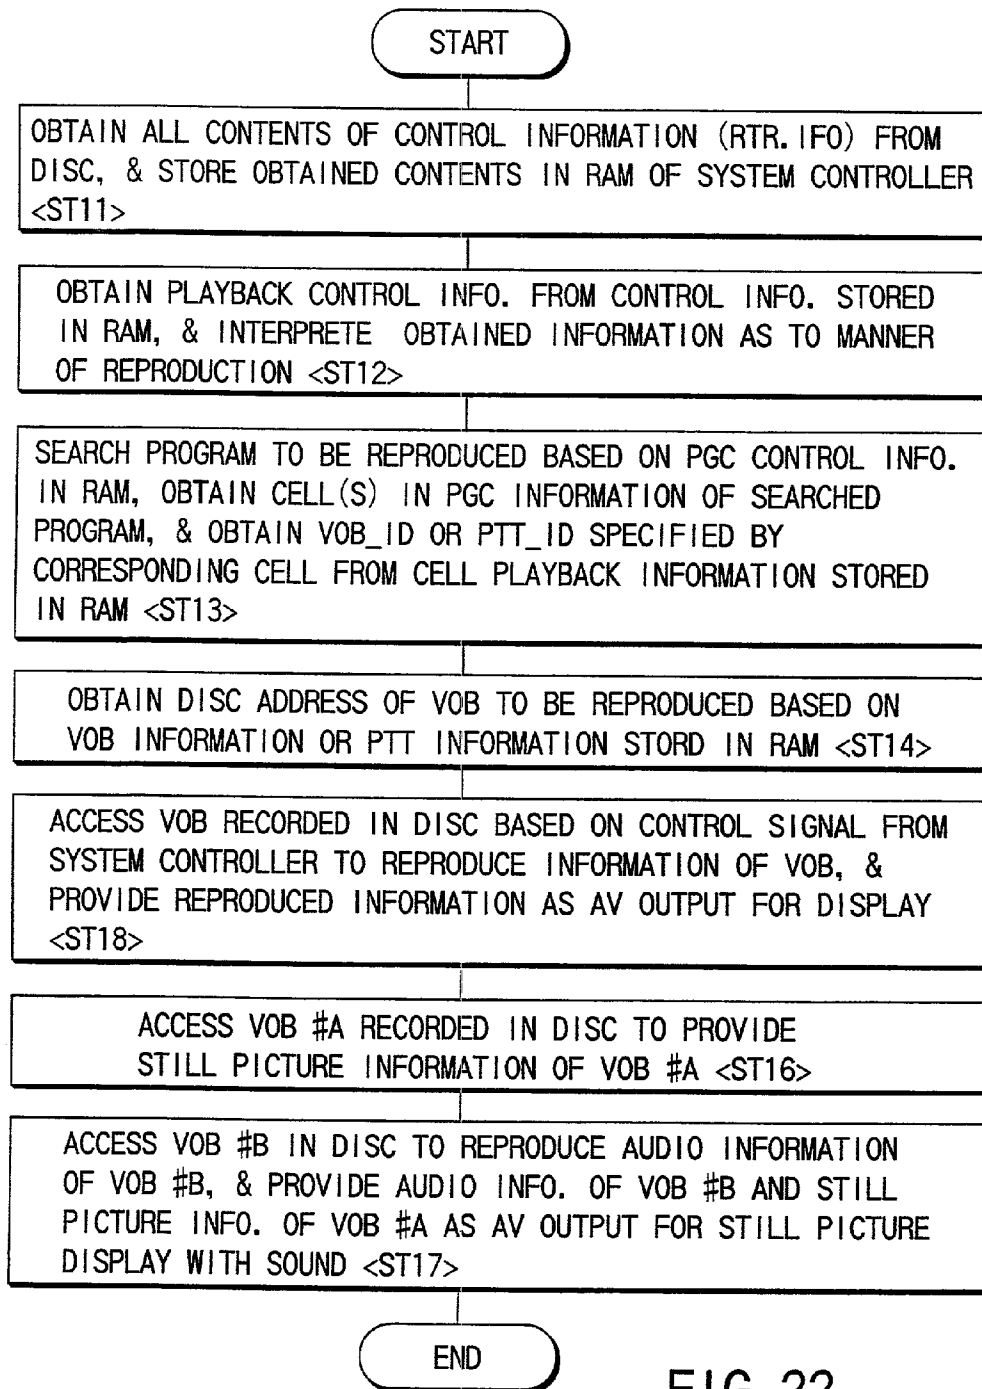 START
OBTAIN ALL CONTENTS OF CONTROL INFORMATION (RTR.IFO) FROM
DISC, & STORE OBTAINED CONTENTS IN RAM OF SYSTEM CONTROLLER
<ST11>
OBTAIN PLAYBACK CONTROL INFO. FROM CONTROL INFO. STORED
IN RAM, & INTERPRETE OBTAINED INFORMATION AS TO MANNER
OF REPRODUCTION <ST12>
SEARCH PROGRAM TO BE REPRODUCED BASED ON PGC CONTROL INFO.
IN RAM, OBTAIN CELL(S) IN PGC INFORMATION OF SEARCHED
PROGRAM, & OBTAIN VOB_ID OR PTT_ID SPECIFIED BY
CORRESPONDING CELL FROM CELL PLAYBACK INFORMATION STORED
IN RAM <ST13>
OBTAIN DISC ADDRESS OF VOB TO BE REPRODUCED BASED ON
VOB INFORMATION OR PTT INFORMATION STORD IN RAM <ST14>
ACCESS VOB RECORDED IN DISC BASED ON CONTROL SIGNAL FROM
SYSTEM CONTROLLER TO REPRODUCE INFORMATION OF VOB, &
PROVIDE REPRODUCED INFORMATION AS AV OUTPUT FOR DISPLAY
<ST18>
ACCESS VOB #A RECORDED IN DISC TO PROVIDE
STILL PICTURE INFORMATION OF VOB #A <ST16>
ACCESS VOB #B IN DISC TO REPRODUCE AUDIO INFORMATION
OF VOB #B, & PROVIDE AUDIO INFO. OF VOB #B AND STILL
PICTURE INFO. OF VOB #A AS AV OUTPUT FOR STILL PICTURE
DISPLAY WITH SOUND <ST17>
END
FIG. 22